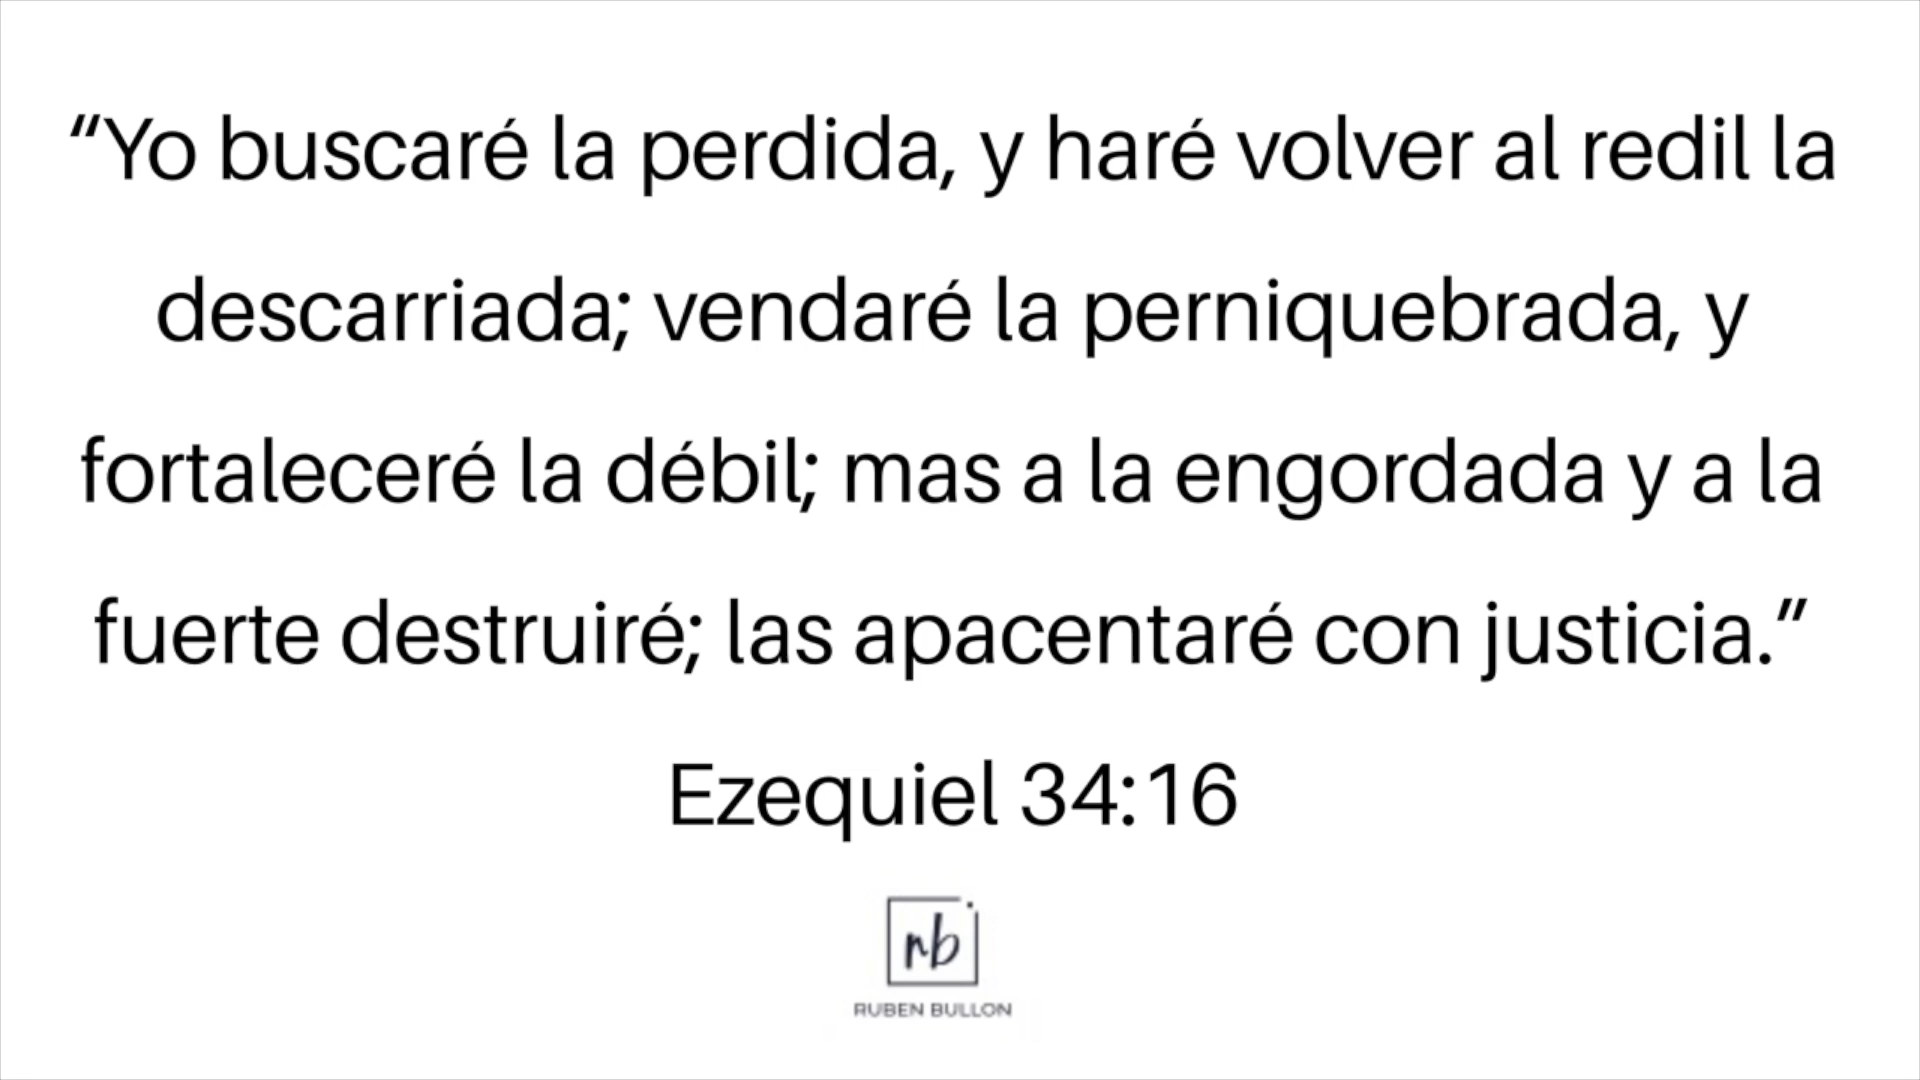 “Yo buscaré la perdida, y haré volver al redil la
descarriada; vendaré la perniquebrada, y
fortaleceré la débil; mas a la engordada y a la
fuerte destruiré; las apacentaré con justicia.”
Ezequiel 34:16
rb
RUBEN BULLON